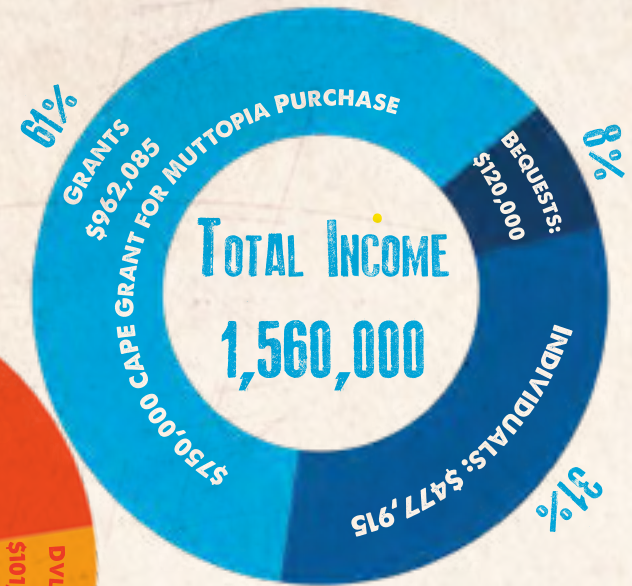 61%
GRANTS
$962,085
$750,000 CAPE GRANT FOR MUTTOPIA PURCHASE
8%
BEQUESTS:
$120,000
TOTAL INCOME
1,560,000
INDIVIDUALS: $477,915
31%